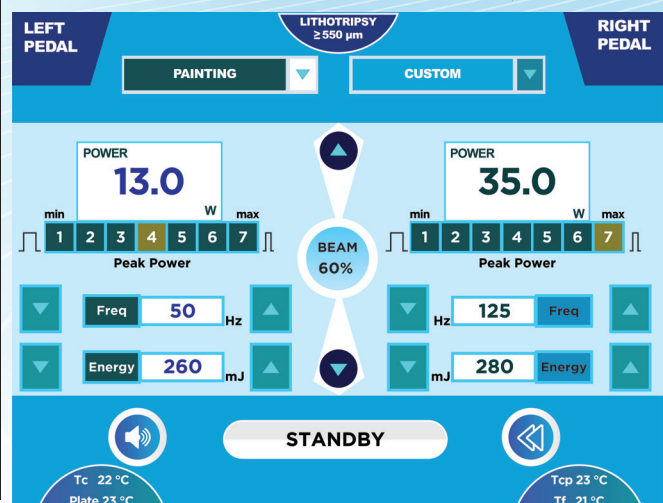 LEFT
PEDAL
LITHOTRIPSY
≥550 µm
RIGHT
PEDAL
PAINTING
CUSTOM
POWER
13.0
W
min
max
1 2 3 4 5 6 7
Peak Power
Freq 50 Hz
Energy 260 mJ
BEAM
60%
POWER
35.0
W
min
max
1 2 3 4 5 6 7
Peak Power
Hz 125 Freq
mJ 280 Energy
STANDBY
Tc 22 °C
Plate 23 °C
Tcp 23 °C
Tf 21 °C